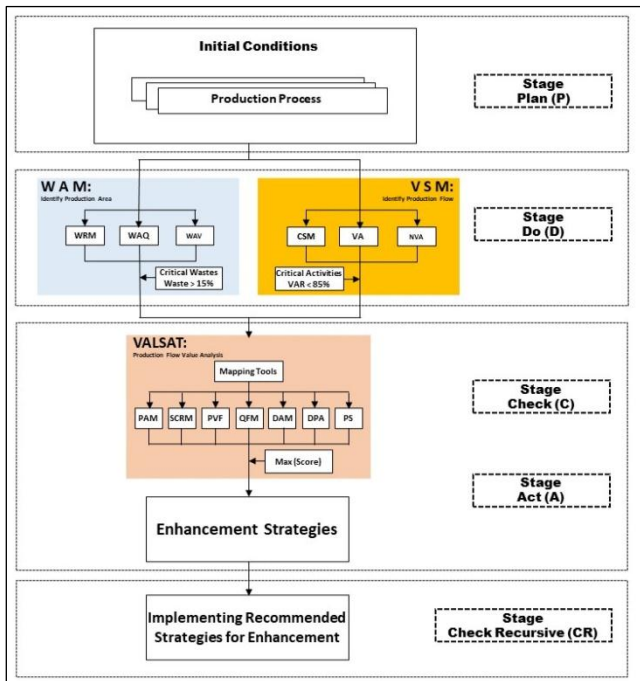 Initial Conditions
Production Process
Stage
Plan (P)
W A M:
Identify Production Area
WRM
WAQ
WAV
Critical Wastes
Waste > 15%
V S M:
Identify Production Flow
CSM
VA
NVA
Critical Activities
VAR < 85%
Stage
Do (D)
VALSAT:
Production Flow Value Analysis
Mapping Tools
PAM
SCRM
PVF
QFM
DAM
DPA
PS
Max (Score)
Stage
Check (C)
Stage
Act (A)
Enhancement Strategies
Implementing Recommended
Strategies for Enhancement
Stage
Check Recursive (CR)